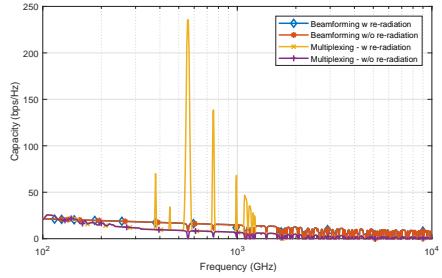 250
200
150
100
50
0
Capacity (bps/Hz)
Beamforming w re-radiation
Beamforming w/o re-radiation
Multiplexing - w re-radiation
Multiplexing - w/o re-radiation
10^2
10^3
10^4
Frequency (GHz)